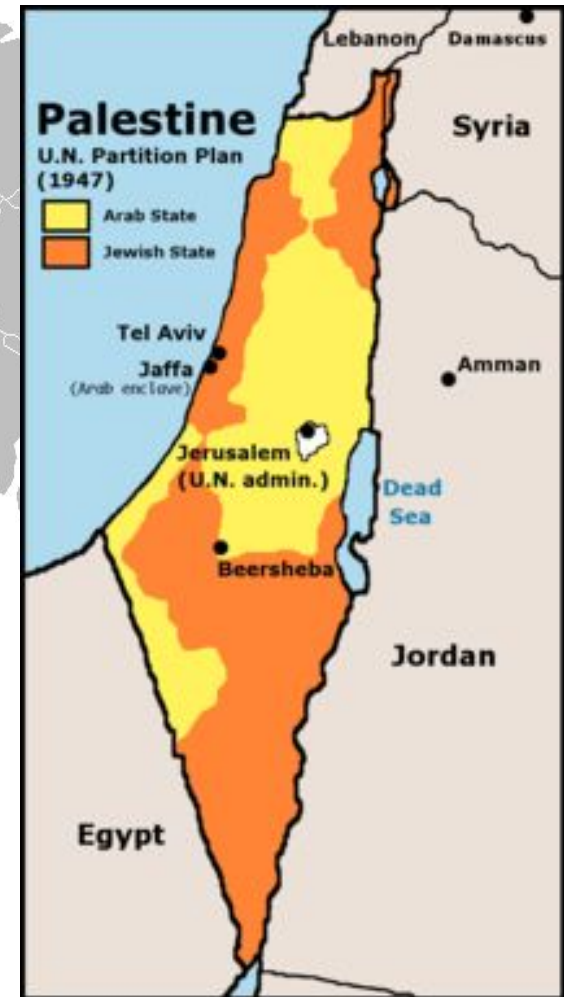 Lebanon
Damascus
Palestine
U.N. Partition Plan
(1947)
Syria
Arab State
Jewish State
Tel Aviv
Jaffa
(Arab enclave)
Amman
Jerusalem
(U.N. admin.)
Dead
Sea
Beersheba
Jordan
Egypt